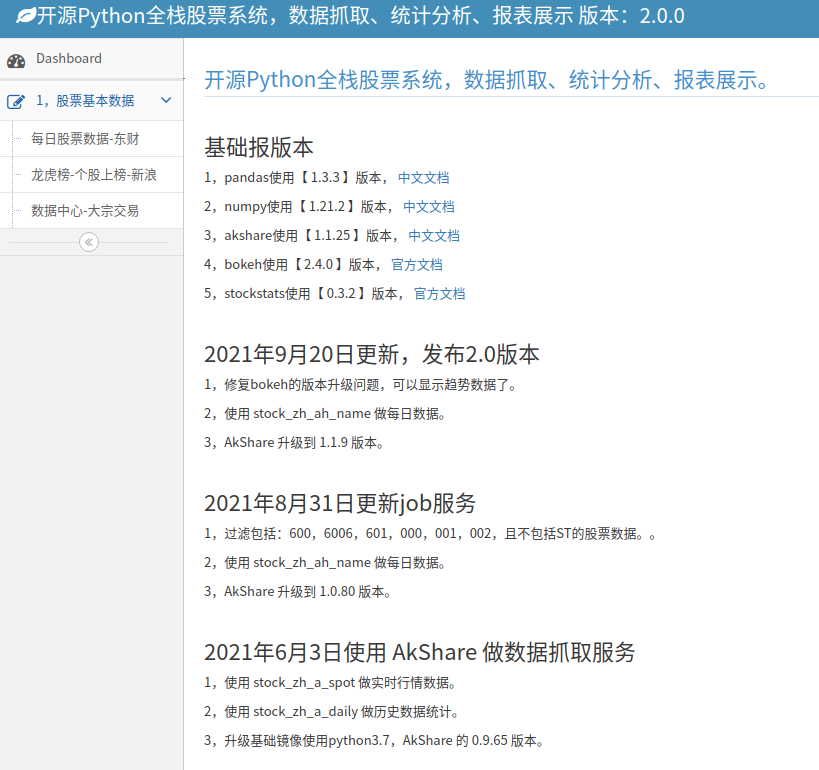 开源Python全栈股票系统，数据抓取、统计分析、报表展示 版本：2.0.0
Dashboard
1，股票基本数据
每日股票数据-东财
龙虎榜-个股上榜-新浪
数据中心-大宗交易
开源Python全栈股票系统，数据抓取、统计分析、报表展示。
基础报版本
1，pandas使用【 1.3.3 】版本， 中文文档
2，numpy使用【 1.21.2 】版本， 中文文档
3，akshare使用【 1.1.25 】版本， 中文文档
4，bokeh使用【 2.4.0 】版本， 官方文档
5，stockstats使用【 0.3.2 】版本， 官方文档
2021年9月20日更新，发布2.0版本
1，修复bokeh的版本升级问题，可以显示趋势数据了。
2，使用 stock_zh_ah_name 做每日数据。
3，AkShare 升级到 1.1.9 版本。
2021年8月31日更新job服务
1，过滤包括：600，6006，601，000，001，002，且不包括ST的股票数据。。
2，使用 stock_zh_ah_name 做每日数据。
3，AkShare 升级到 1.0.80 版本。
2021年6月3日使用 AkShare 做数据抓取服务
1，使用 stock_zh_a_spot 做实时行情数据。
2，使用 stock_zh_a_daily 做历史数据统计。
3，升级基础镜像使用python3.7，AkShare 的 0.9.65 版本。